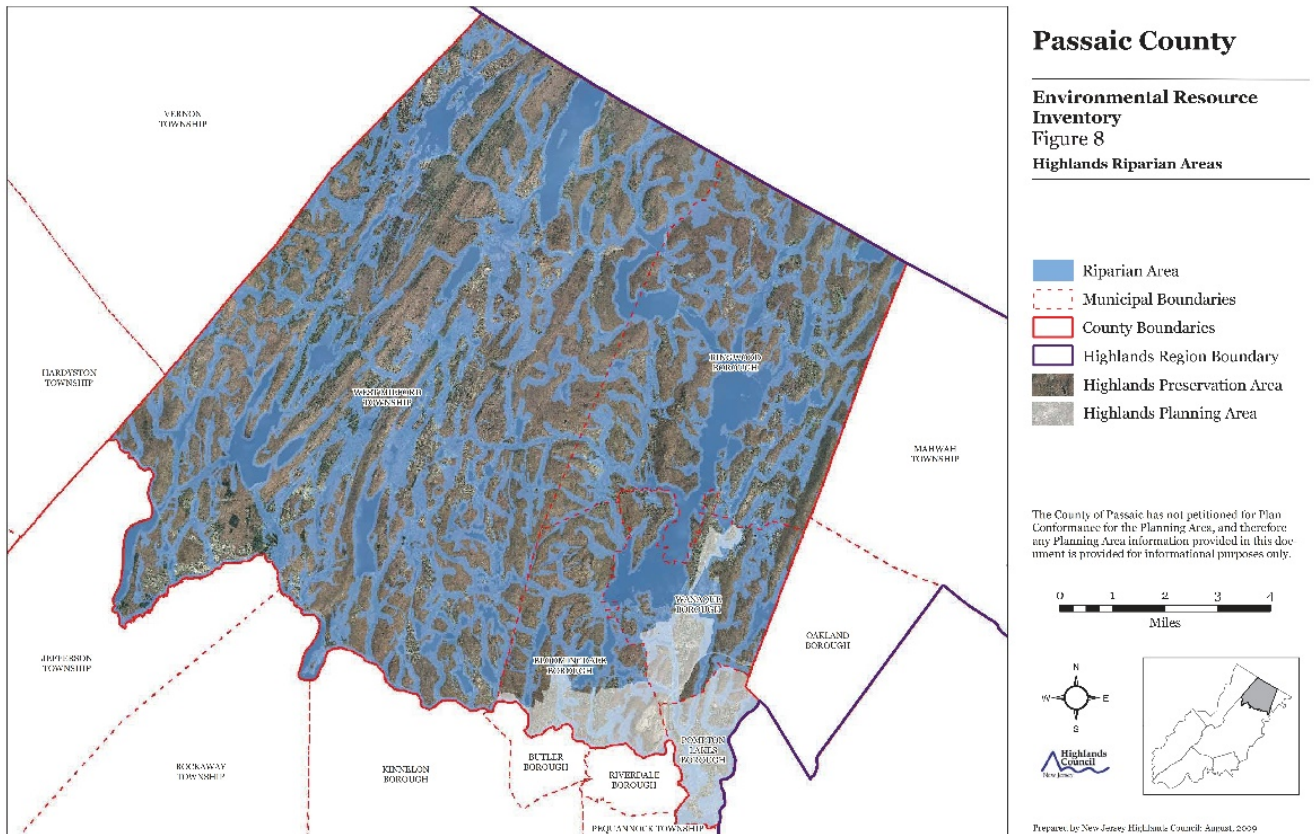 Passaic County
Environmental Resource
Inventory
Figure 8
Highlands Riparian Areas
Riparian Area
Municipal Boundaries
County Boundaries
Highlands Region Boundary
Highlands Preservation Area
Highlands Planning Area
The County of Passaic has not petitioned for Plan
Conformance for the Planning Area, and therefore
any Planning Area information provided in this doc
ument is provided for informational purposes only.
0 1 2 3 4
Miles
N
W E
S
Highlands
Council
New Jersey
Prepared by New Jersey Highlands Council: August, 2009
VERNON
TOWNSHIP
HARDYSTON
TOWNSHIP
WEST MILFORD
TOWNSHIP
RINGWOOD
BOROUGH
MAHWAH
TOWNSHIP
WANAQUE
BOROUGH
OAKLAND
BOROUGH
BLOOMINGDALE
BOROUGH
JEFFERSON
TOWNSHIP
POMPTON
LAKES
BOROUGH
ROCKAWAY
TOWNSHIP
KINNELON
BOROUGH
BUTLER
BOROUGH
RIVERDALE
BOROUGH
PEQUANNOCK TOWNSHIP